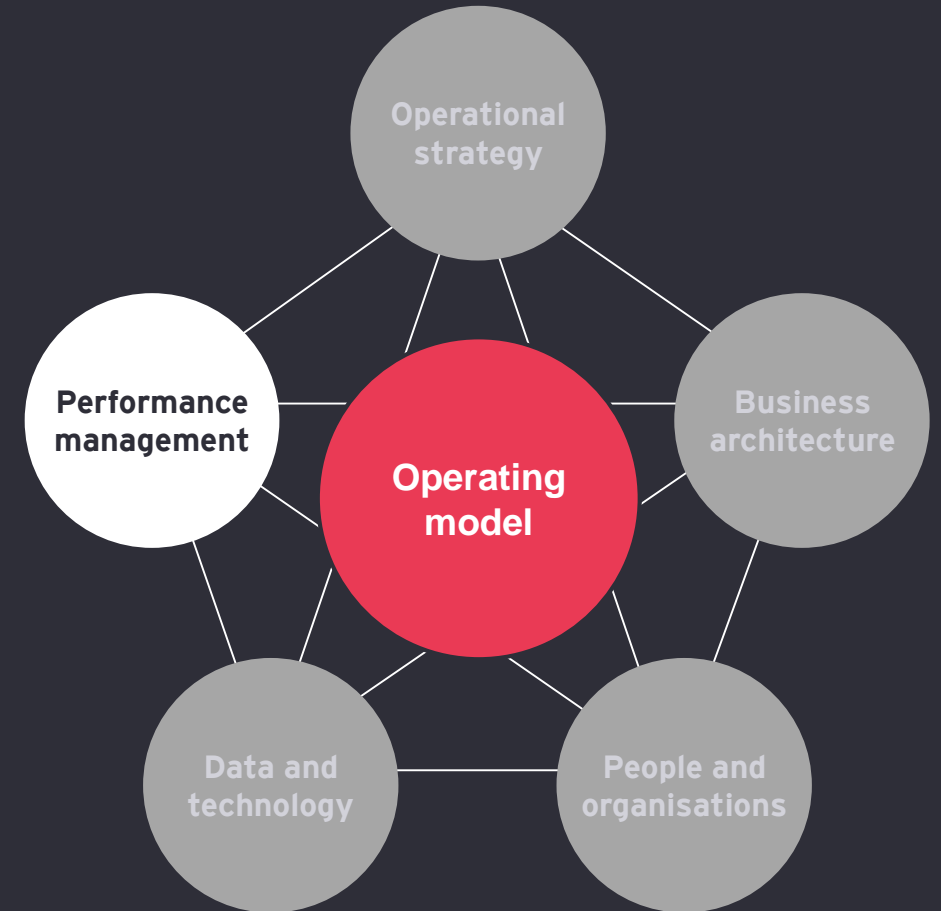 Operational
strategy
Performance
management
Business
architecture
Operating
model
Data and
technology
People and
organisations